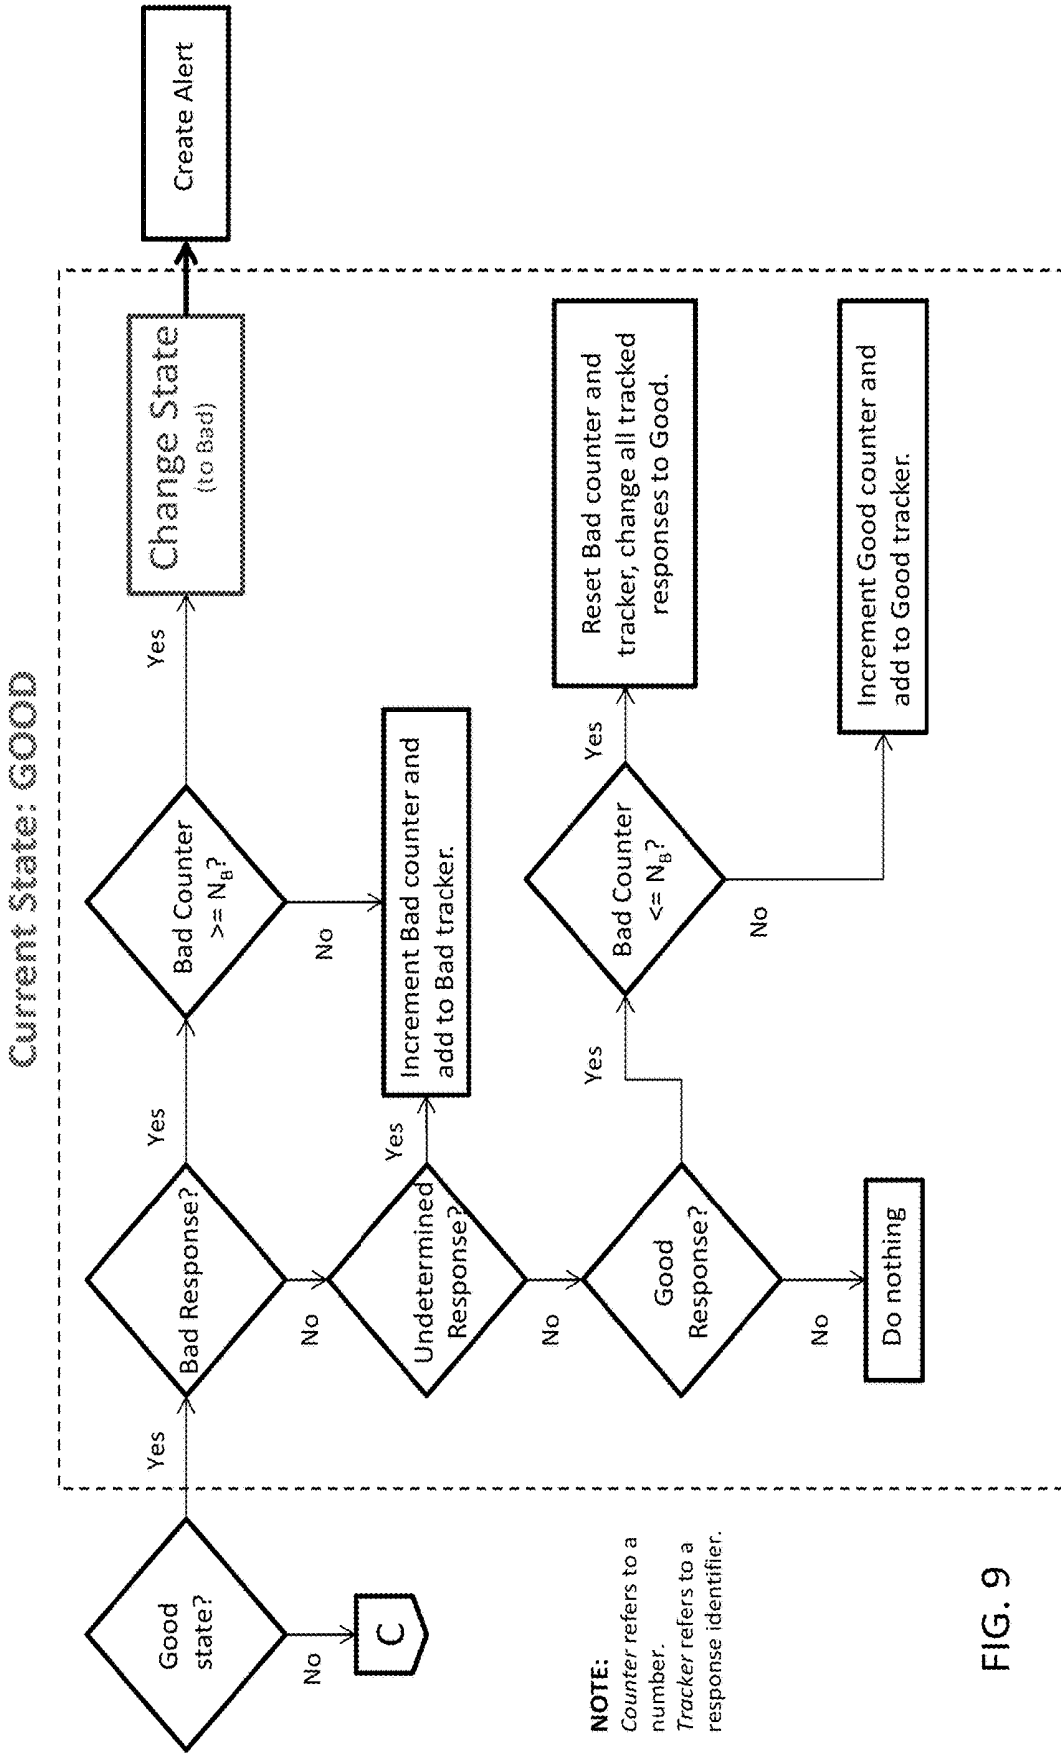 Current State: GOOD
Good
state?
No
C
Yes
Bad Response?
Yes
Bad Counter
>= N_B?
Yes
Change State
(to Bad)
Create Alert
No
No
Undetermined
Response?
Yes
Increment Bad counter and
add to Bad tracker.
No
Good
Response?
Yes
Bad Counter
<= N_B?
Yes
Reset Bad counter and
tracker, change all tracked
responses to Good.
No
Increment Good counter and
add to Good tracker.
No
Do nothing
NOTE:
Counter refers to a
number.
Tracker refers to a
response identifier.
FIG. 9